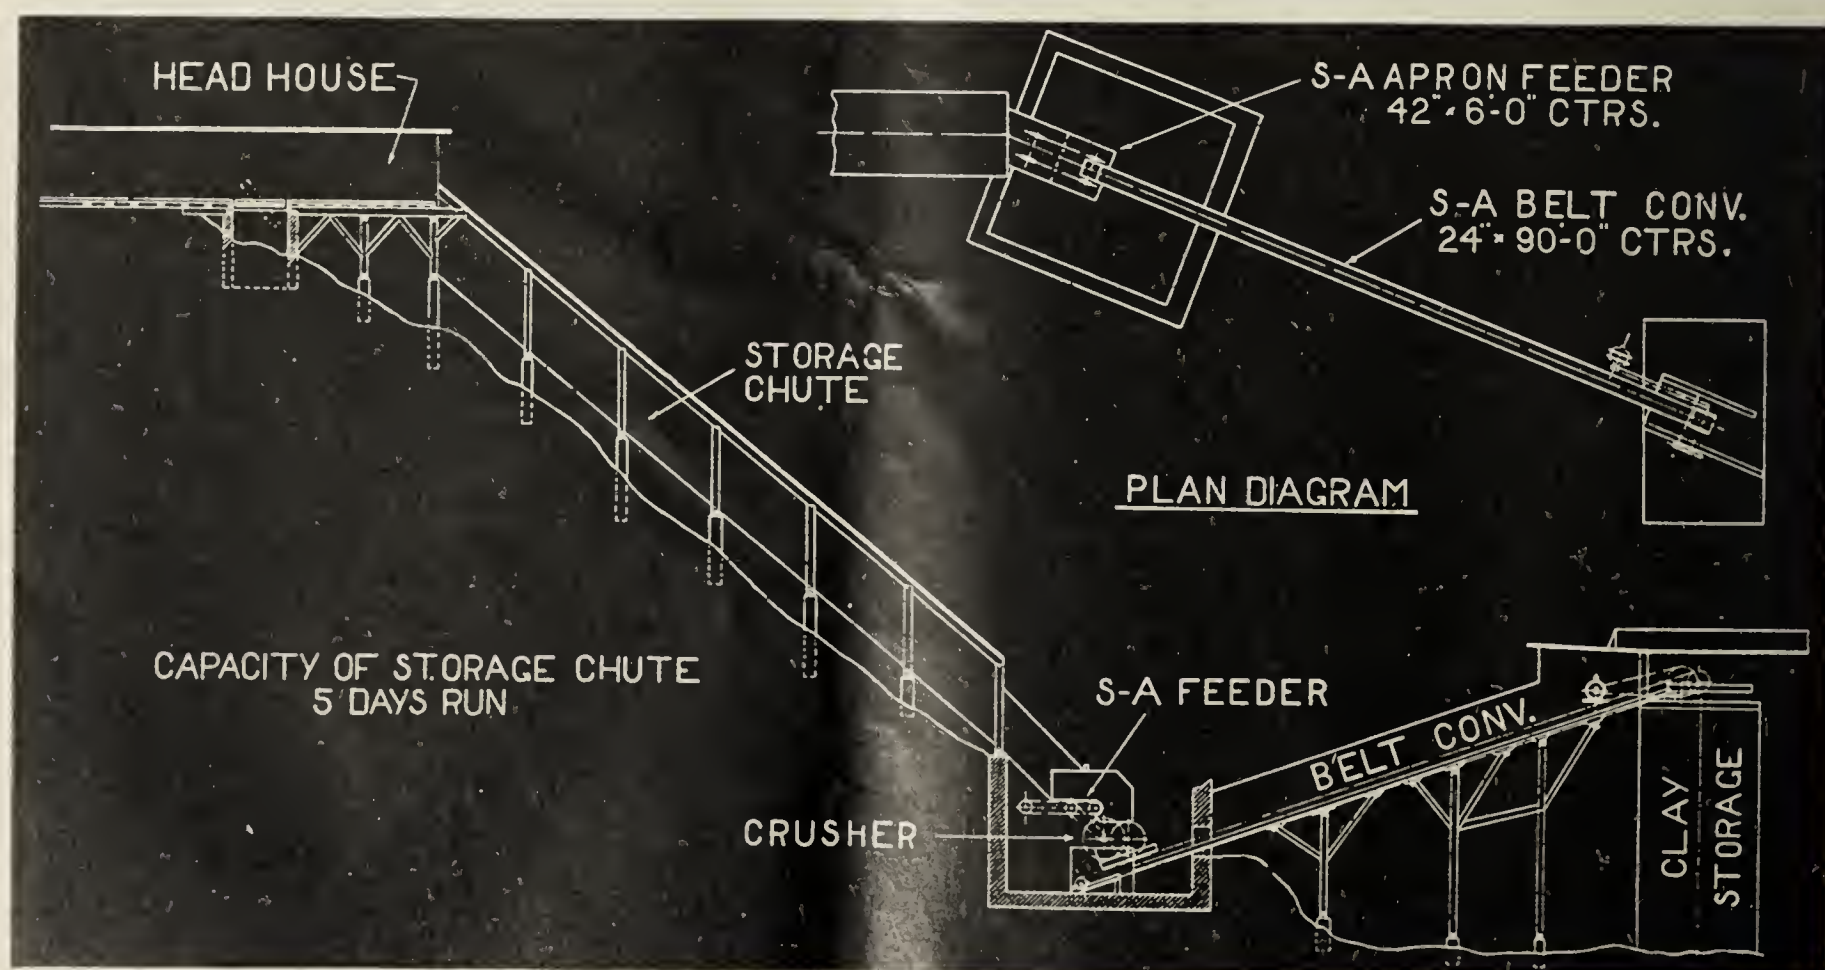 HEAD HOUSE
S-A APRON FEEDER
42" × 6'-0" CTRS.
S-A BELT CONV.
24" × 90'-0" CTRS.
STORAGE
CHUTE
PLAN DIAGRAM
CAPACITY OF STORAGE CHUTE
5 DAYS RUN
S-A FEEDER
BELT CONV.
CRUSHER
CLAY
STORAGE